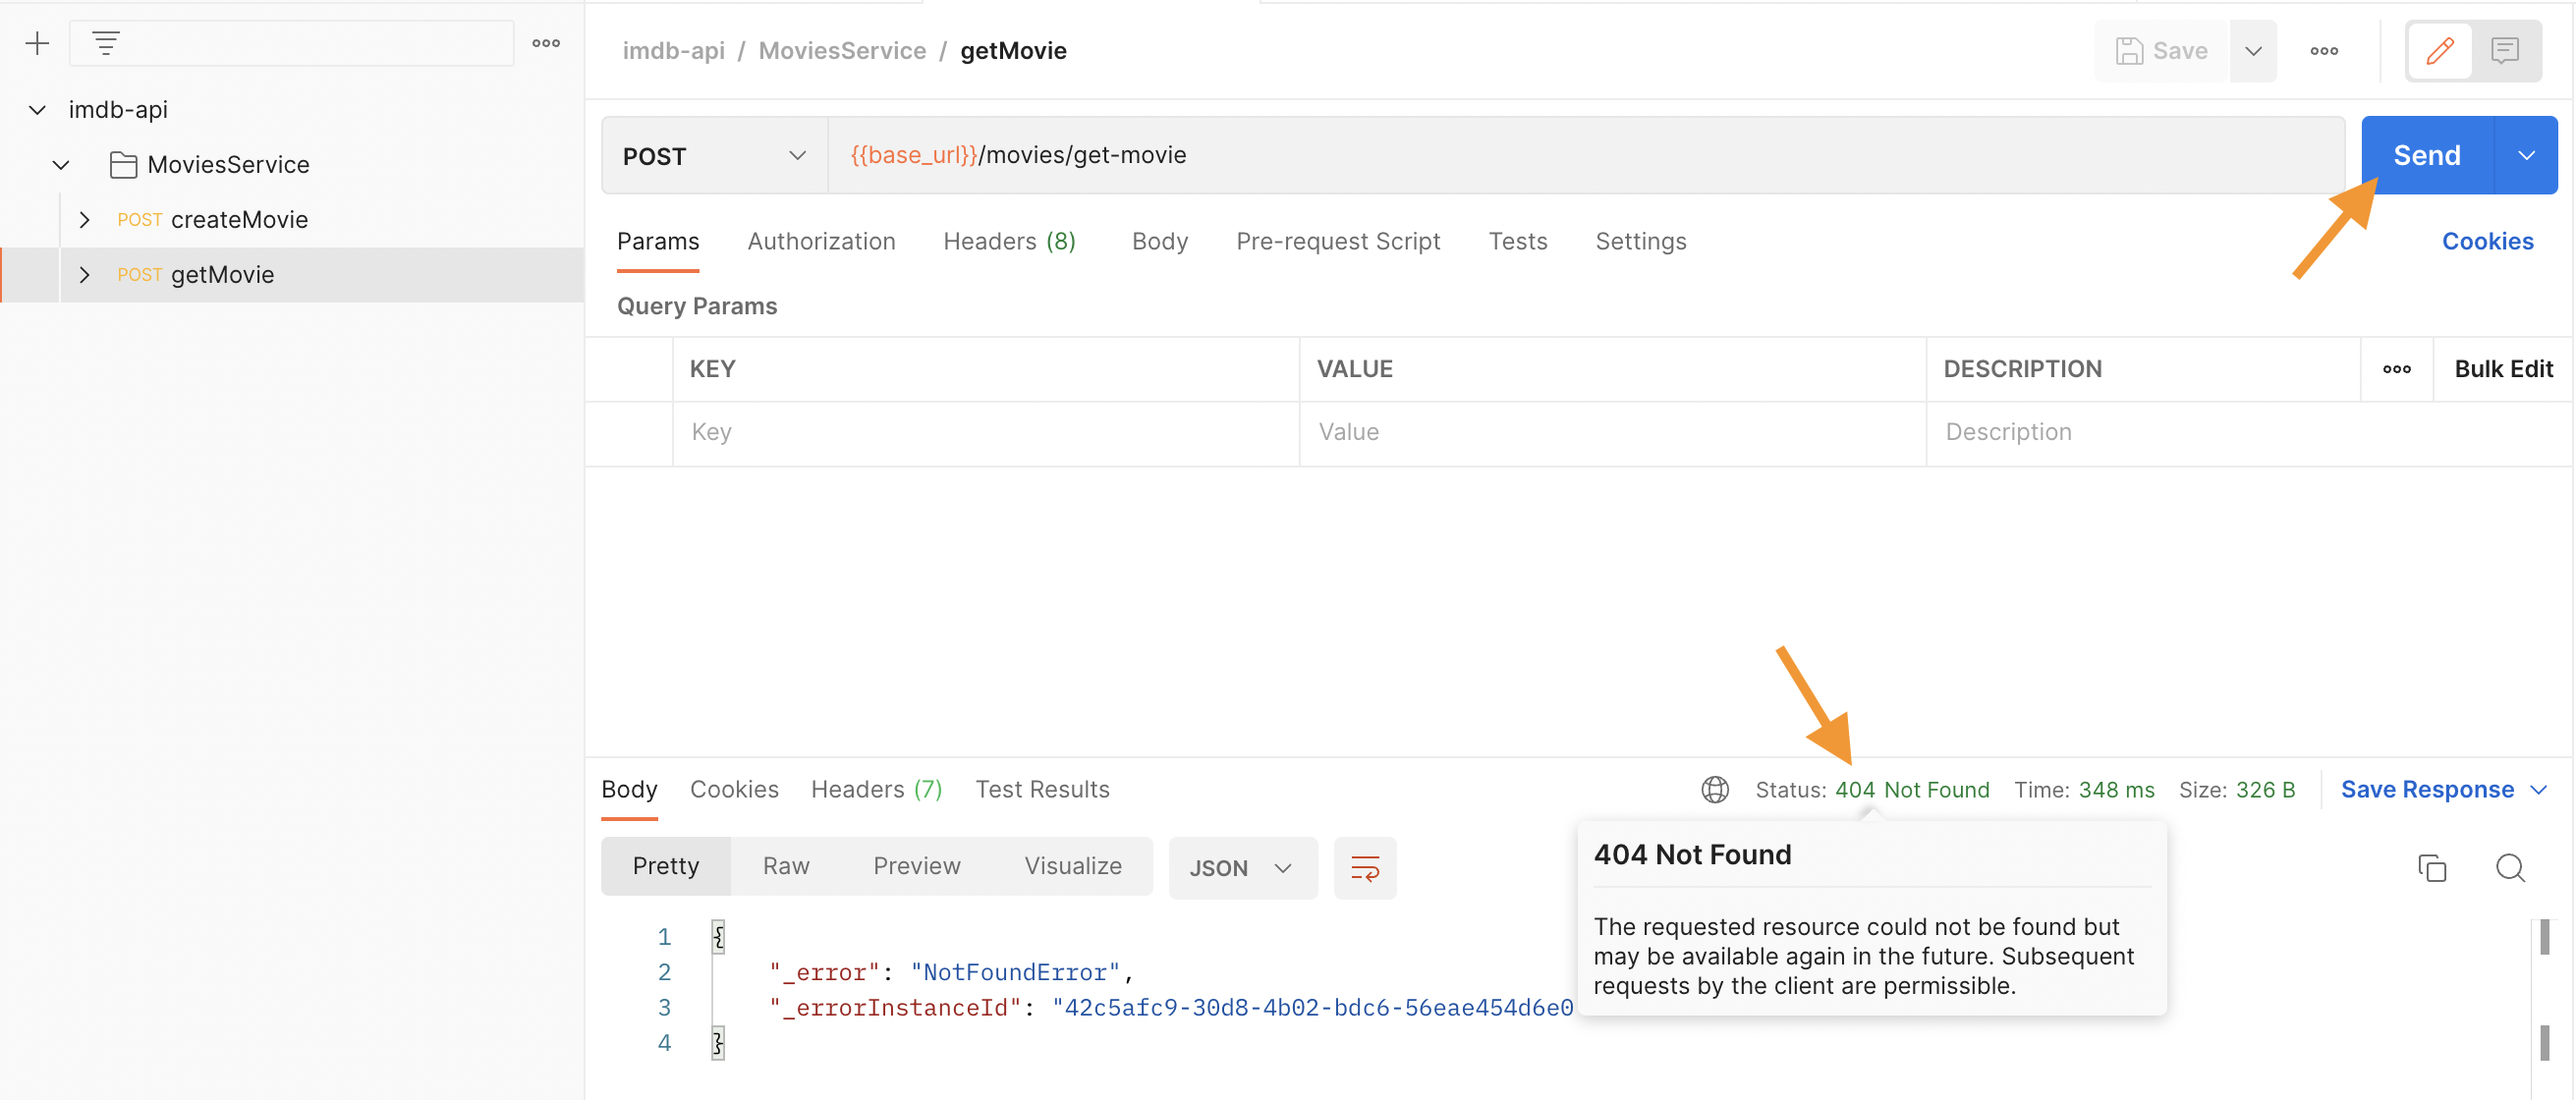 imdb-api
MoviesService
POST createMovie
POST getMovie
imdb-api / MoviesService / getMovie
Save
POST
{{base_url}}/movies/get-movie
Send
Params Authorization Headers (8) Body Pre-request Script Tests Settings Cookies
Query Params
KEY VALUE DESCRIPTION Bulk Edit
Key Value Description
Body Cookies Headers (7) Test Results Status: 404 Not Found Time: 348 ms Size: 326 B Save Response
Pretty Raw Preview Visualize JSON
404 Not Found
The requested resource could not be found but
may be available again in the future. Subsequent
requests by the client are permissible.
1 {
2 "_error": "NotFoundError",
3 "_errorInstanceId": "42c5afc9-30d8-4b02-bdc6-56eae454d6e0
4 }